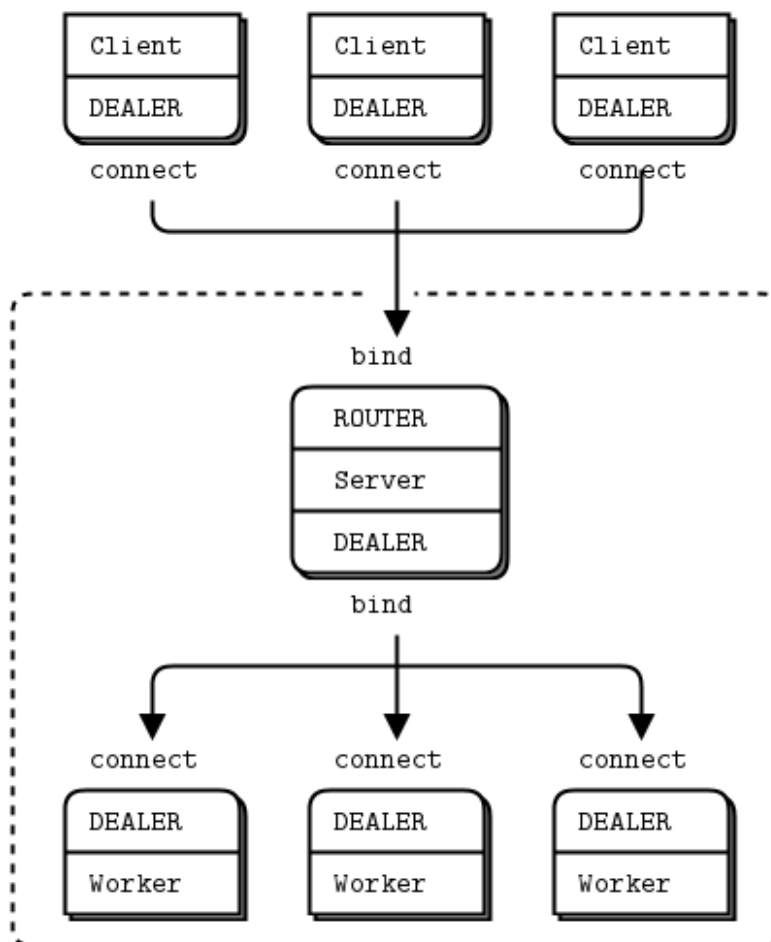 Client Client Client
DEALER DEALER DEALER
connect connect connect
bind
ROUTER
Server
DEALER
bind
connect connect connect
DEALER DEALER DEALER
Worker Worker Worker